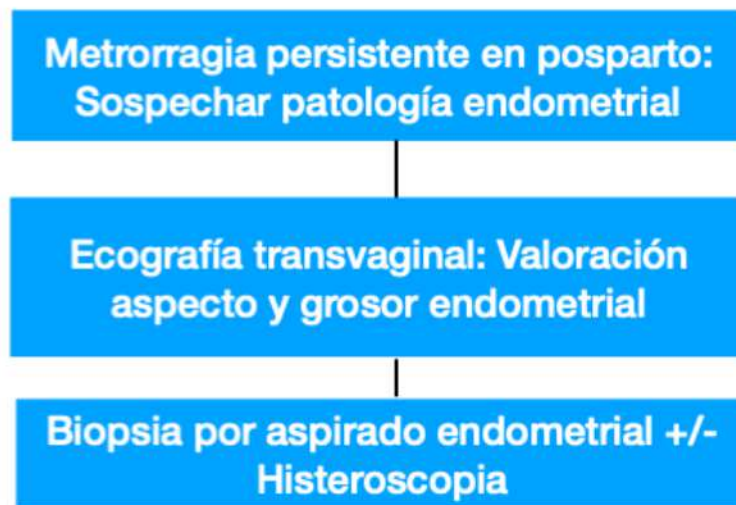 Metrorragia persistente en posparto:
Sospechar patología endometrial
Ecografía transvaginal: Valoración
aspecto y grosor endometrial
Biopsia por aspirado endometrial +/-
Histeroscopia